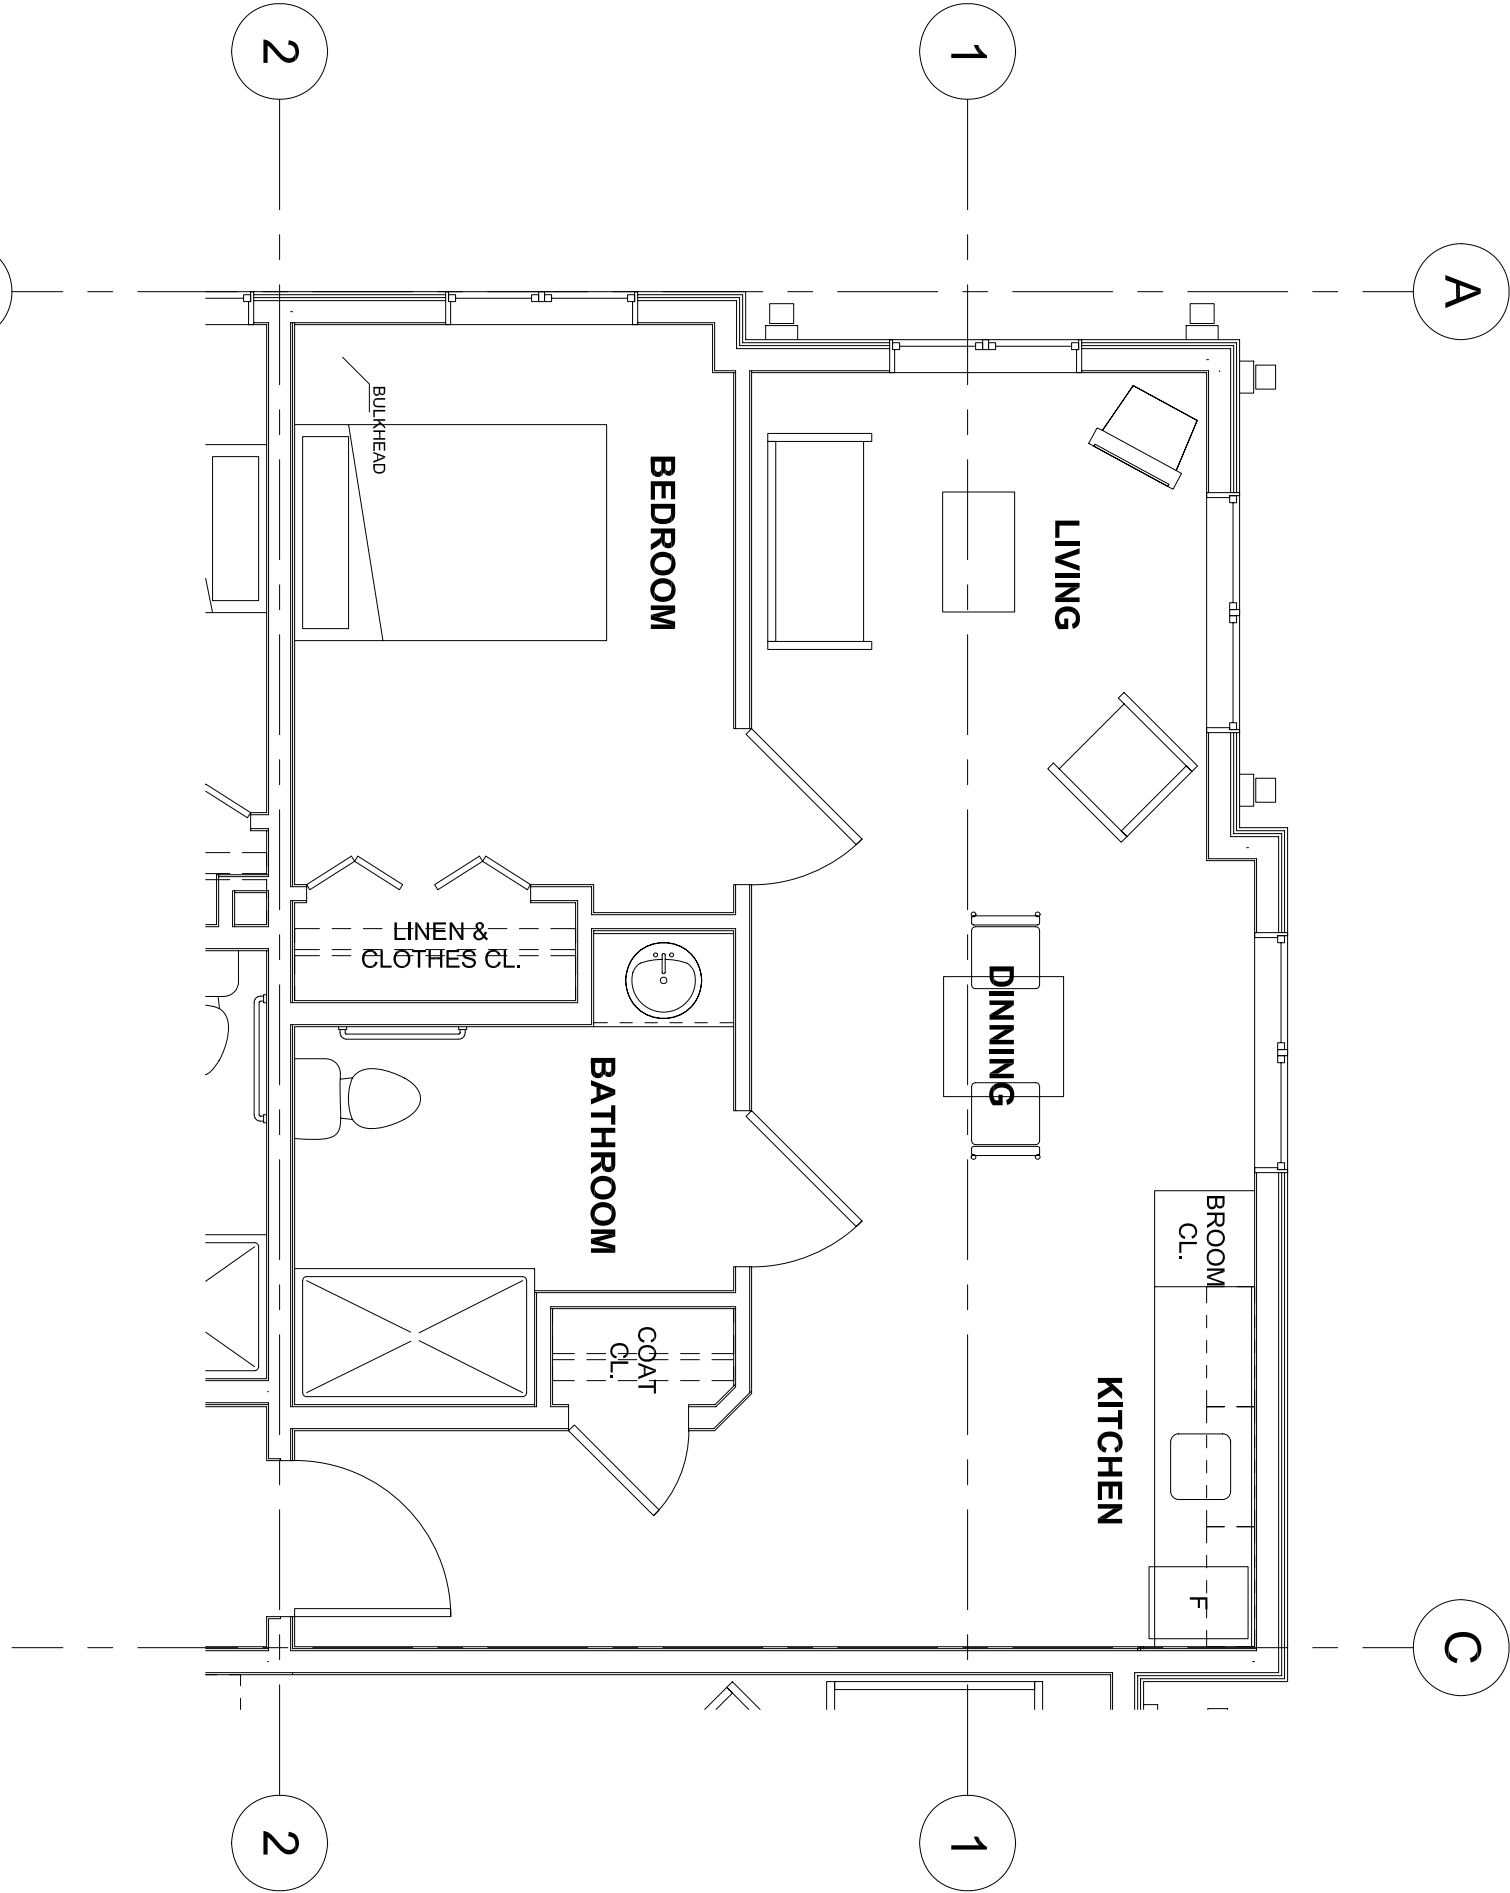 2
1
A
BULKHEAD
BEDROOM
LIVING
LINEN &
CLOTHES CL.
DINNING
BATHROOM
BROOM
CL.
COAT
CL.
KITCHEN
F
C
2
1